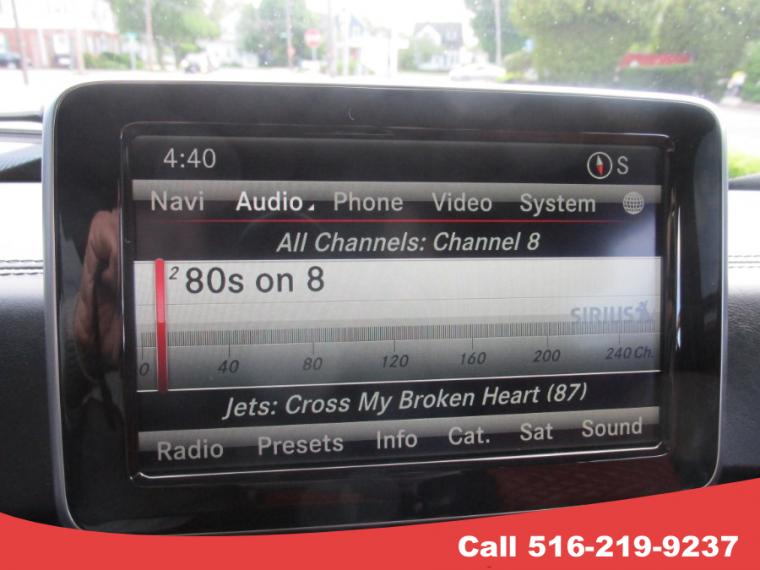 4:40 S
Navi Audio Phone Video System
All Channels: Channel 8
2 80s on 8
SIRIUS
0 40 80 120 160 200 240 Ch.
Jets: Cross My Broken Heart (87)
Radio Presets Info Cat. Sat Sound
Call 516-219-9237